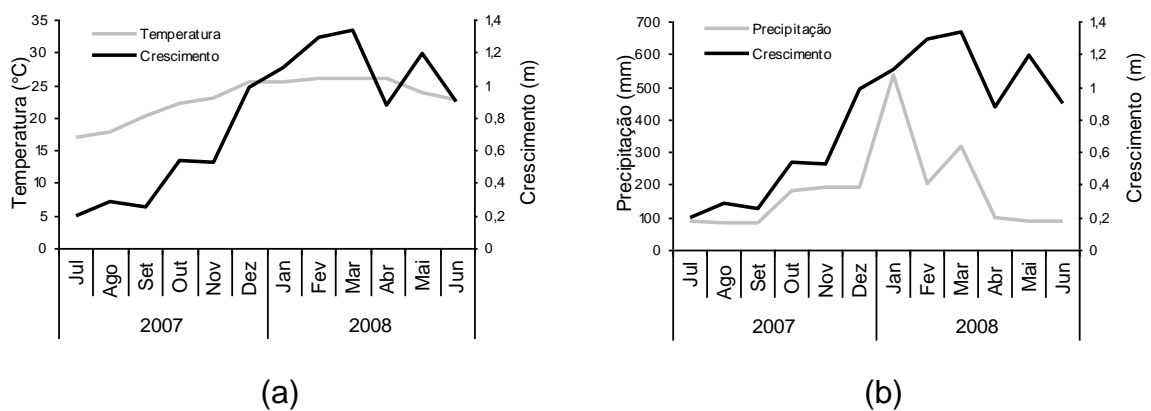 Temperatura
Crescimento
Temperatura (°C)
35
30
25
20
15
10
5
0
1,4
1,2
1
0,8
0,6
0,4
0,2
0
Crescimento (m)
Jul Ago Set Out Nov Dez Jan Fev Mar Abr Mai Jun
2007 2008
(a)
Precipitação
Crescimento
Precipitação (mm)
700
600
500
400
300
200
100
0
1,4
1,2
1
0,8
0,6
0,4
0,2
0
Crescimento (m)
Jul Ago Set Out Nov Dez Jan Fev Mar Abr Mai Jun
2007 2008
(b)